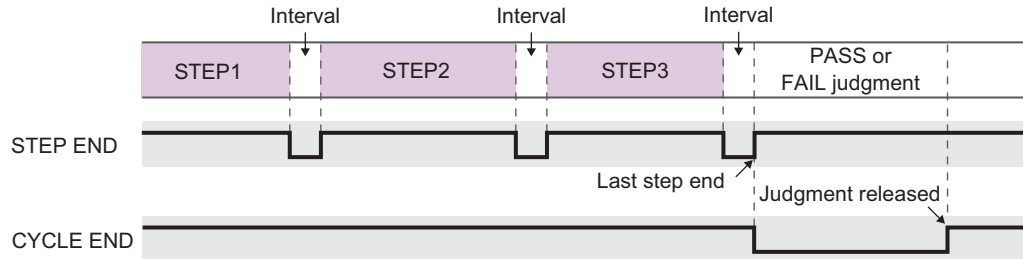 Interval
Interval
Interval
STEP1
STEP2
STEP3
PASS or
FAIL judgment
STEP END
Last step end
Judgment released
CYCLE END